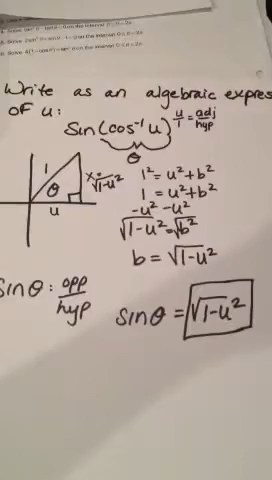 Write as an algebraic expres
of u:
Sin(cos⁻¹u) u/1 = adj/hyp
θ
1 θ x=√1-u²
u
1² = u² + b²
1 = u² + b²
-u² -u²
√1-u² = √b²
b = √1-u²
Sinθ: opp/hyp
sinθ = √1-u²